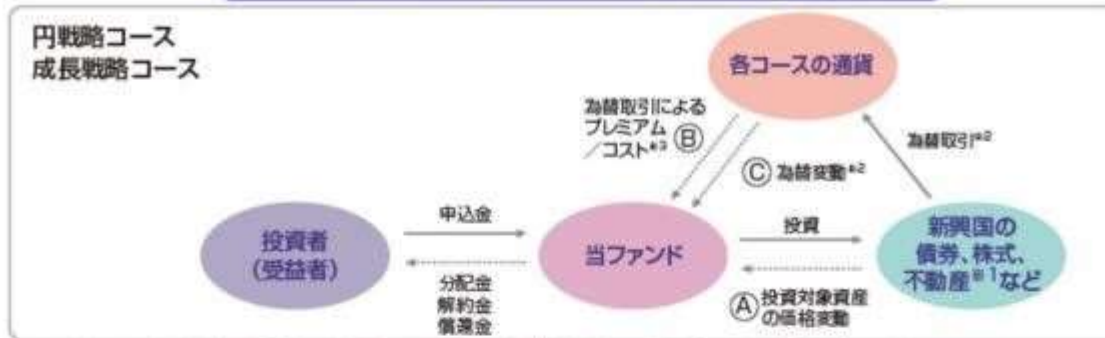 円戦略コース
成長戦略コース
各コースの通貨
為替取引による
プレミアム
／コスト※3 Ⓑ
Ⓒ 為替変動※2
為替取引※2
投資者
(受益者)
申込金
分配金
解約金
償還金
当ファンド
投資
Ⓐ 投資対象資産
の価格変動
新興国の
債券、株式、
不動産※1など